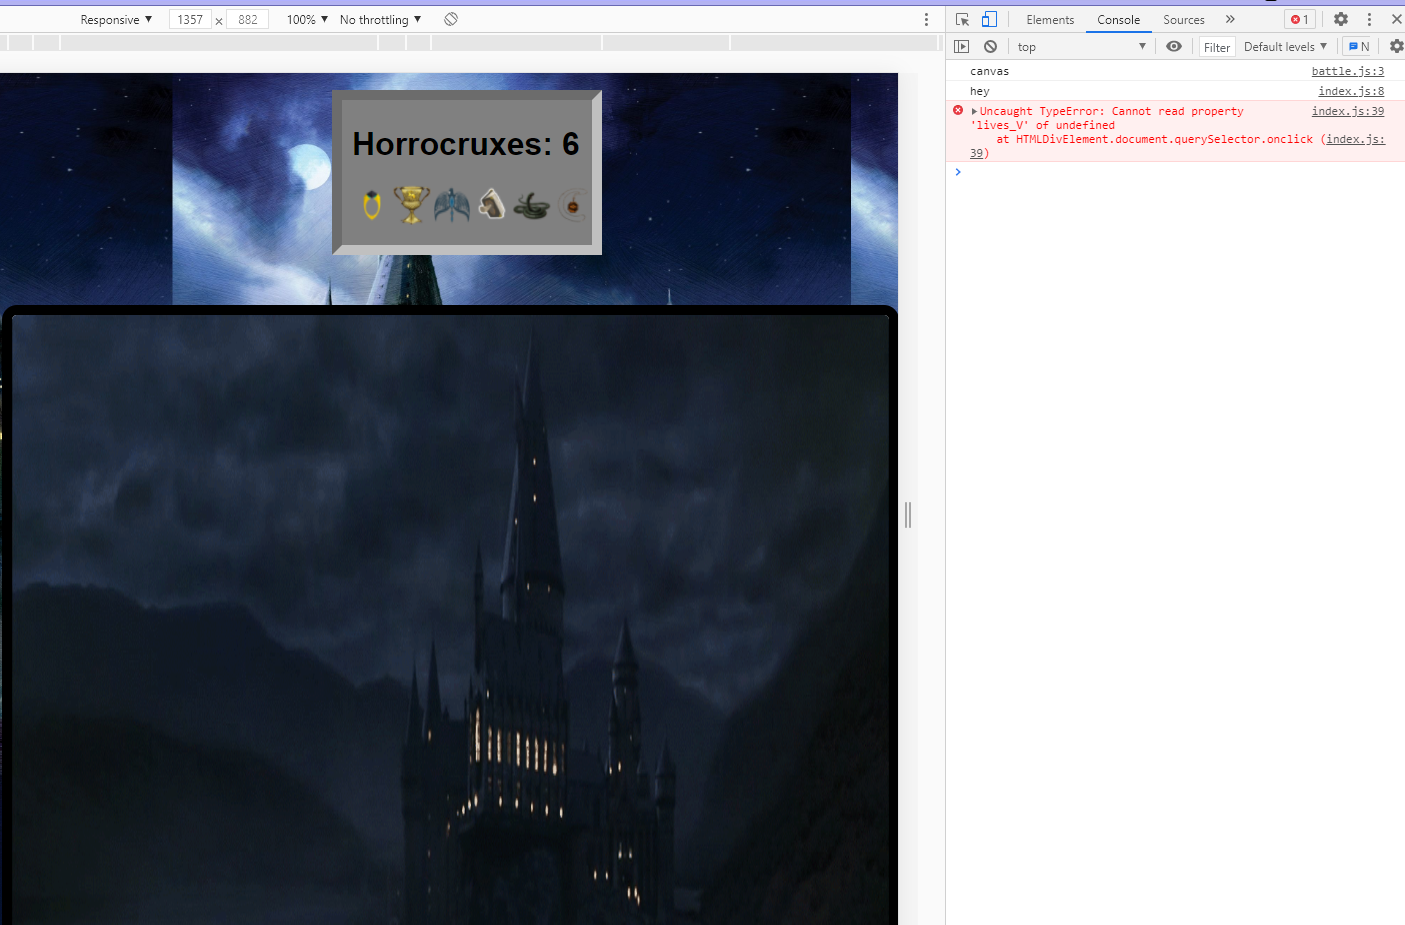 Responsive ▼ 1357 × 882 100% ▼ No throttling ▼
Elements Console Sources » 1
top ▼ Filter Default levels ▼ N
canvas battle.js:3
hey index.js:8
Uncaught TypeError: Cannot read property index.js:39
'lives_V' of undefined
at HTMLDivElement.document.querySelector.onclick (index.js:
39)
Horrocruxes: 6